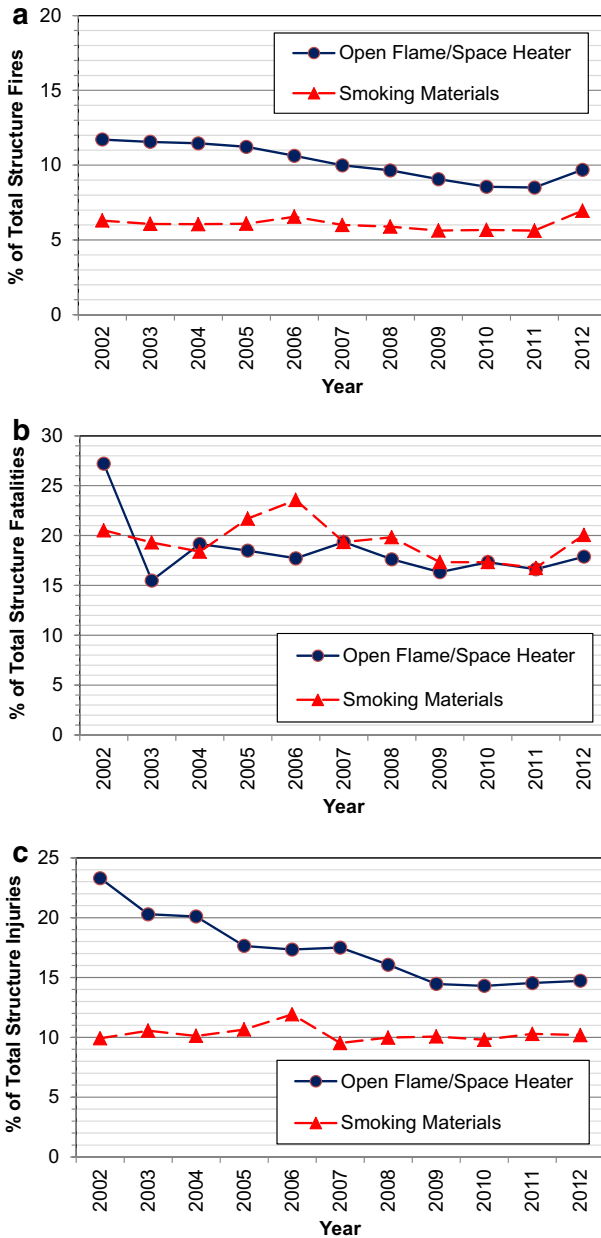 a
% of Total Structure Fires
20
15
10
5
0
Open Flame/Space Heater
Smoking Materials
2002 2003 2004 2005 2006 2007 2008 2009 2010 2011 2012
Year
b
% of Total Structure Fatalities
30
25
20
15
10
5
0
Open Flame/Space Heater
Smoking Materials
2002 2003 2004 2005 2006 2007 2008 2009 2010 2011 2012
Year
c
% of Total Structure Injuries
25
20
15
10
5
0
Open Flame/Space Heater
Smoking Materials
2002 2003 2004 2005 2006 2007 2008 2009 2010 2011 2012
Year